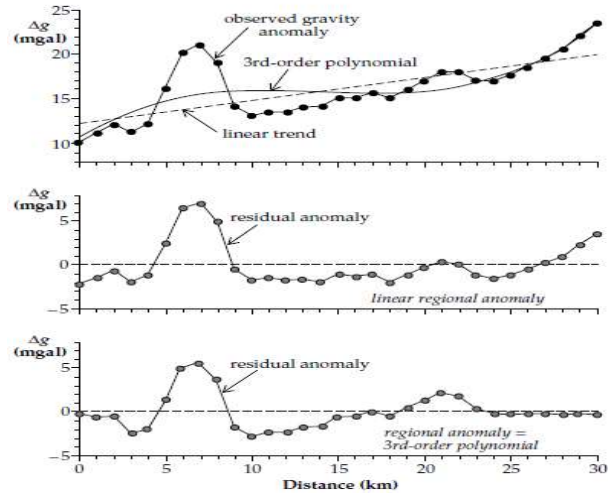 Δg
(mgal)
25
20
15
10
observed gravity
anomaly
3rd-order polynomial
linear trend
Δg
(mgal)
5
0
−5
residual anomaly
linear regional anomaly
Δg
(mgal)
5
0
−5
residual anomaly
regional anomaly =
3rd-order polynomial
0 5 10 15 20 25 30
Distance (km)